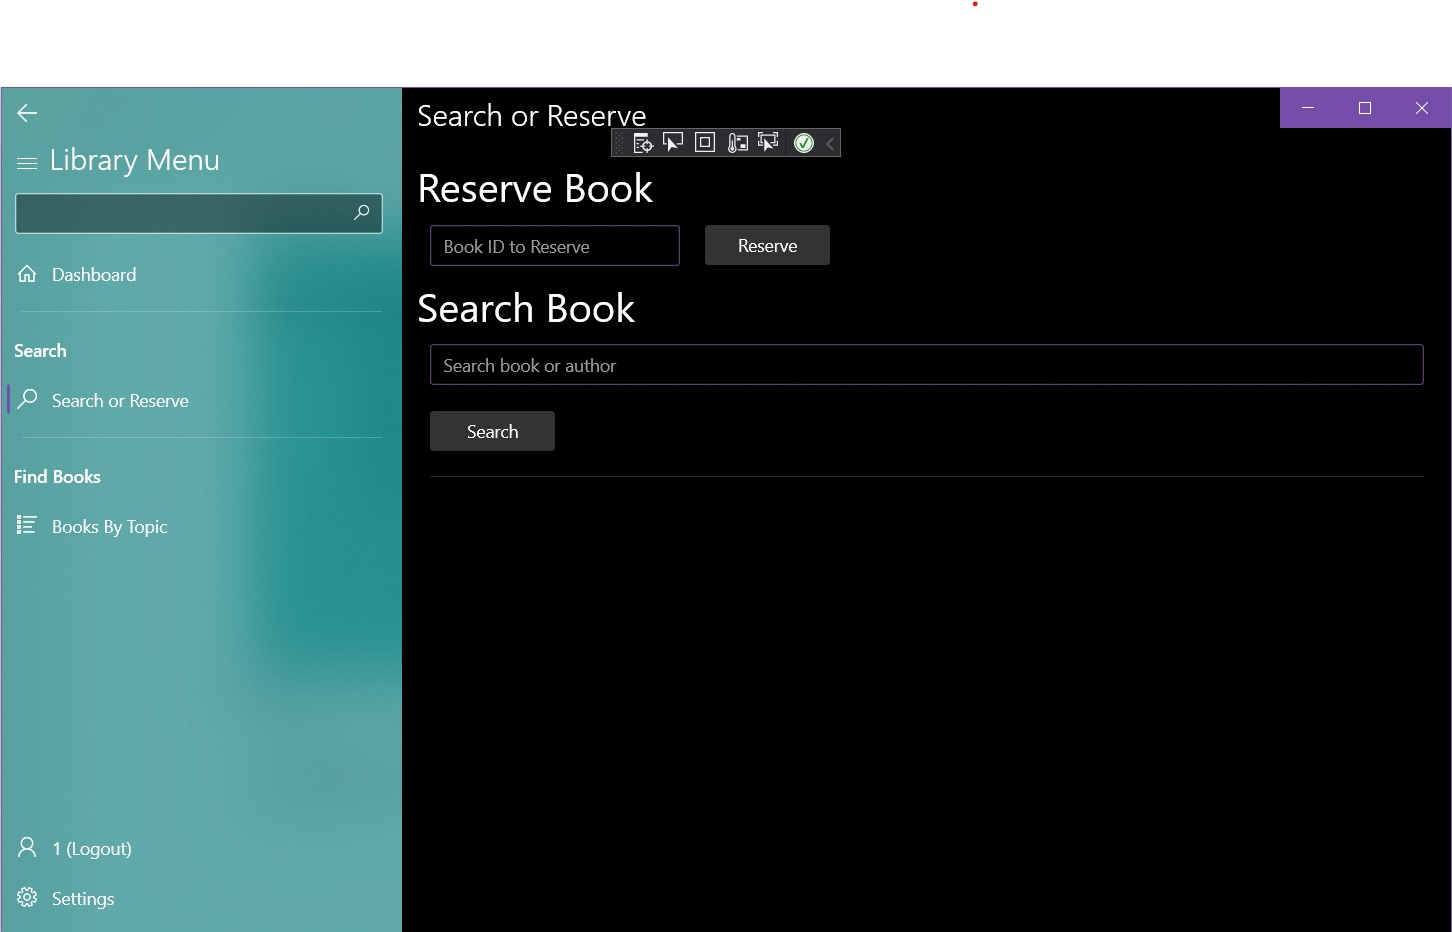 Library Menu
Dashboard
Search
Search or Reserve
Find Books
Books By Topic
1 (Logout)
Settings
Search or Reserve
Reserve Book
Book ID to Reserve
Reserve
Search Book
Search book or author
Search